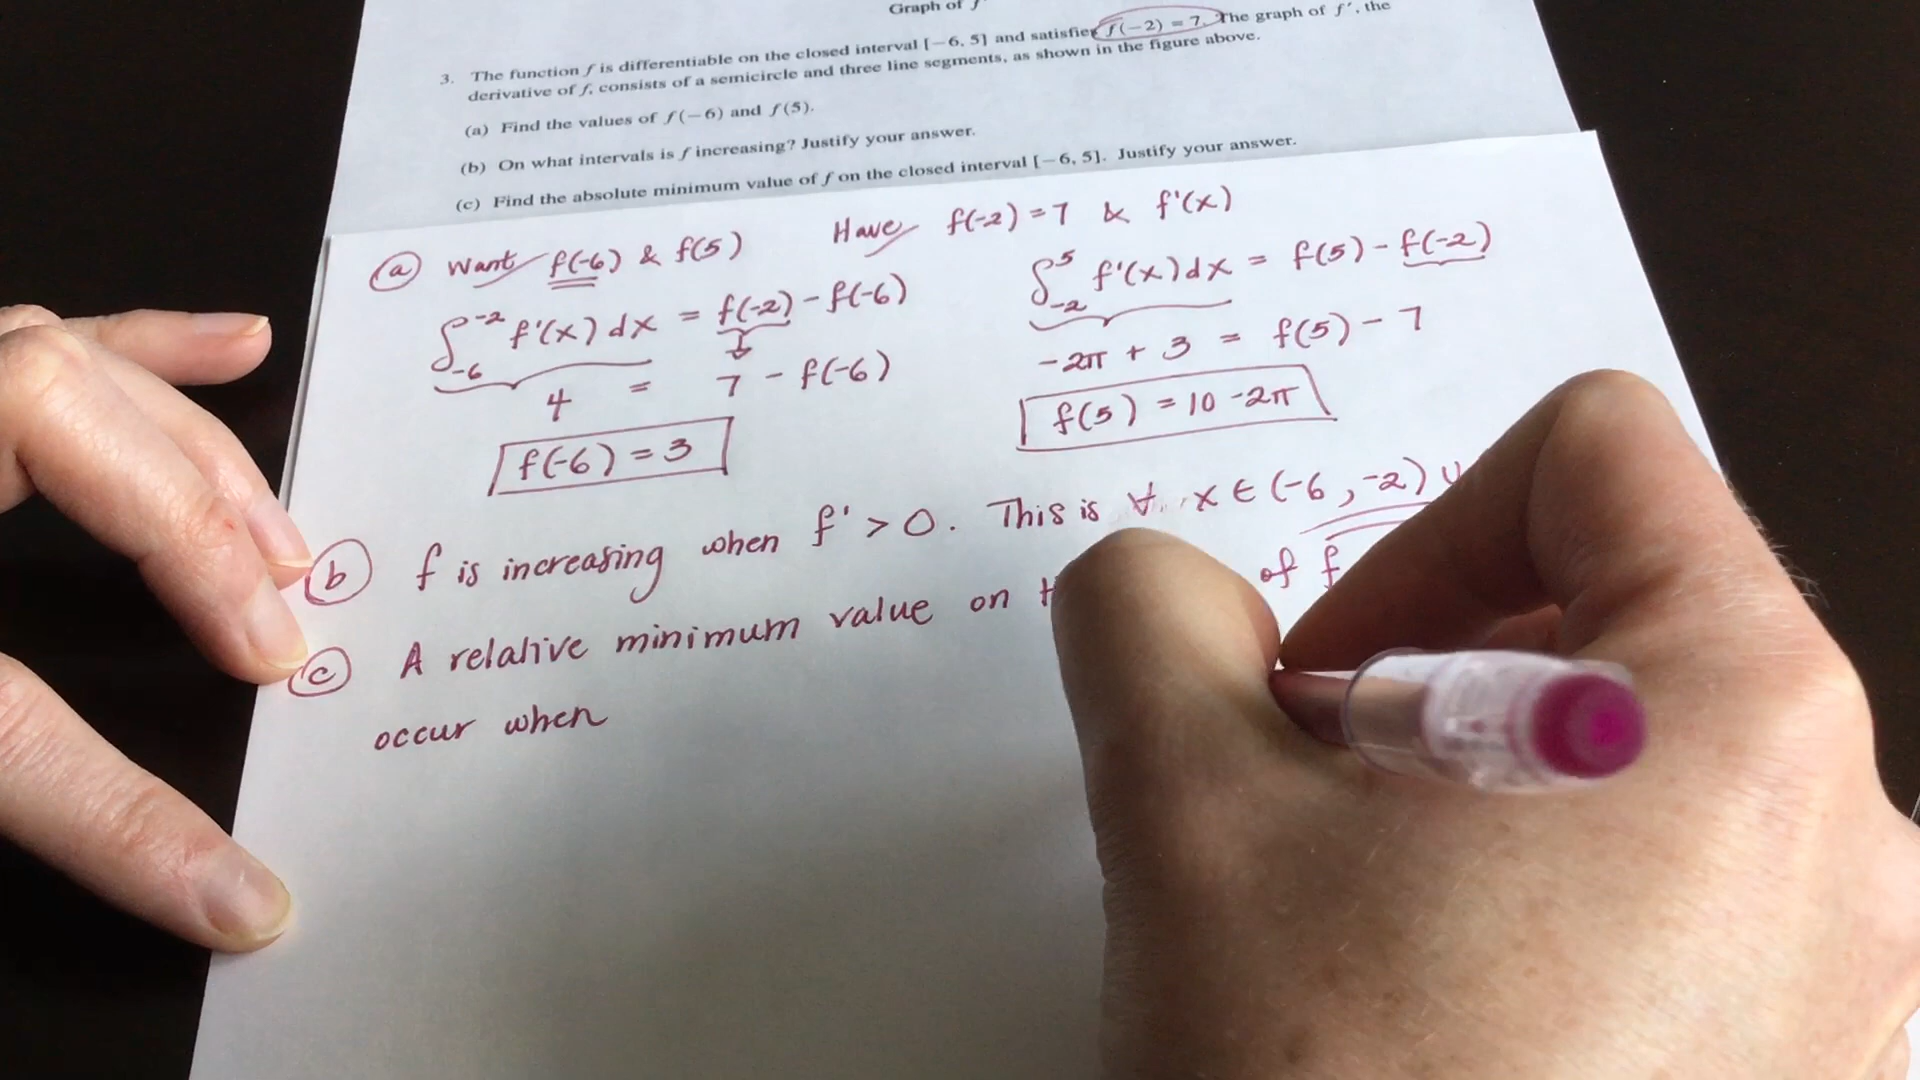 Graph of f
3. The function f is differentiable on the closed interval [−6, 5] and satisfies f(−2) = 7. The graph of f′, the
derivative of f, consists of a semicircle and three line segments, as shown in the figure above.
(a) Find the values of f(−6) and f(5).
(b) On what intervals is f increasing? Justify your answer.
(c) Find the absolute minimum value of f on the closed interval [−6, 5]. Justify your answer.
(a) Want f(-6) & f(5) Have f(-2) = 7 & f'(x)
∫_{-6}^{-2} f'(x) dx = f(-2) - f(-6)
4 = 7 - f(-6)
f(-6) = 3
∫_{-2}^{5} f'(x) dx = f(5) - f(-2)
-2π + 3 = f(5) - 7
f(5) = 10 - 2π
(b) f is increasing when f' > 0. This is ∀ x ∈ (-6, -2) ∪
(c) A relative minimum value on of f
occur when